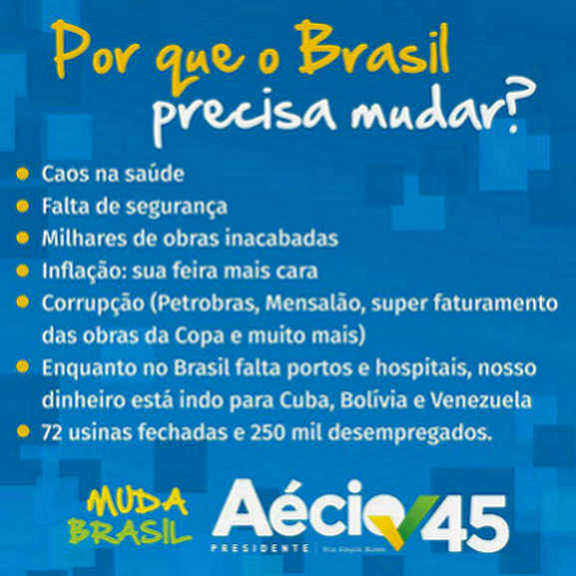 Por que o Brasil
precisa mudar?
Caos na saúde
Falta de segurança
Milhares de obras inacabadas
Inflação: sua feira mais cara
Corrupção (Petrobras, Mensalão, super faturamento
das obras da Copa e muito mais)
Enquanto no Brasil falta portos e hospitais, nosso
dinheiro está indo para Cuba, Bolívia e Venezuela
72 usinas fechadas e 250 mil desempregados.
MUDA
BRASIL
Aécio 45
PRESIDENTE